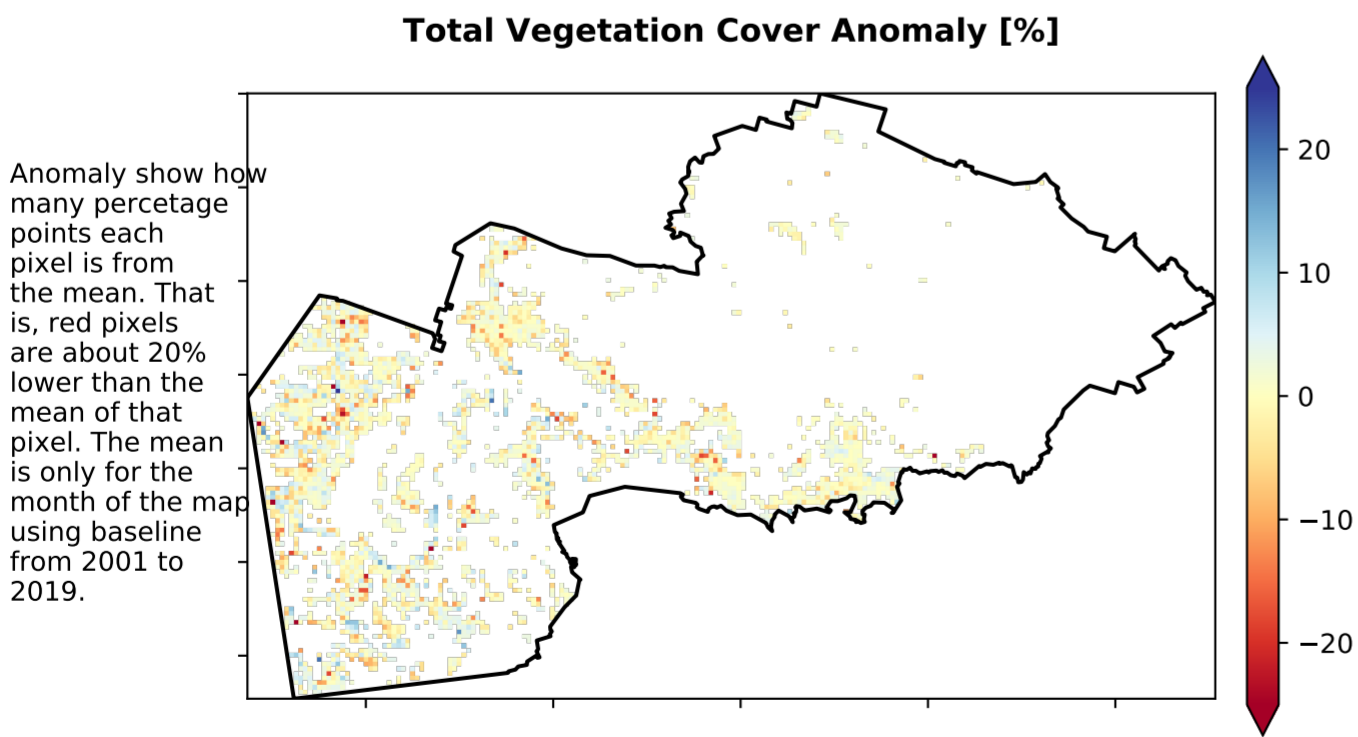 Total Vegetation Cover Anomaly [%]
Anomaly show how
many percetage
points each
pixel is from
the mean. That
is, red pixels
are about 20%
lower than the
mean of that
pixel. The mean
is only for the
month of the map
using baseline
from 2001 to
2019.
20
10
0
−10
−20